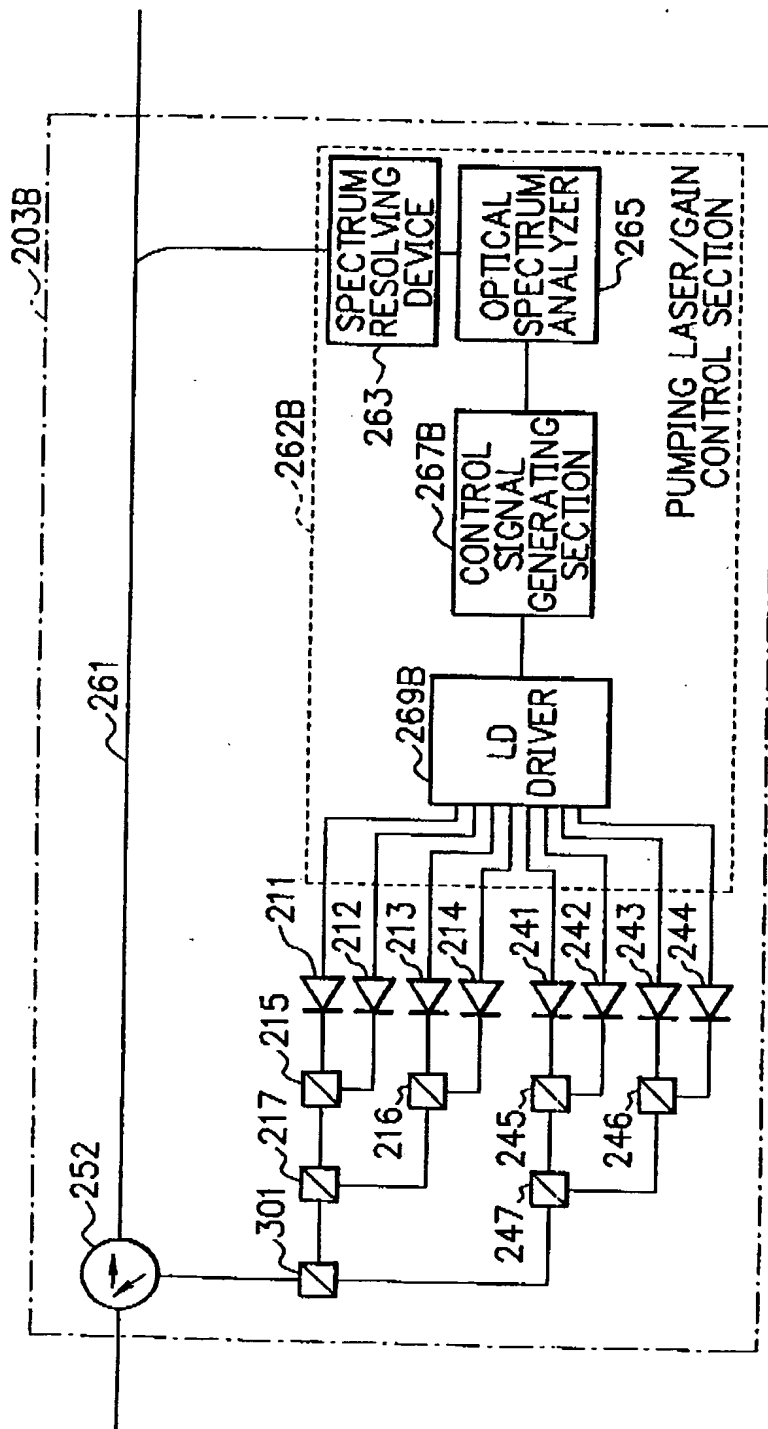 203B
252
261
262B
SPECTRUM
RESOLVING
DEVICE
263
OPTICAL
SPECTRUM
ANALYZER
265
267B
CONTROL
SIGNAL
GENERATING
SECTION
269B
LD
DRIVER
PUMPING LASER/GAIN
CONTROL SECTION
301
217
215
211
212
213
214
216
241
242
243
244
245
246
247